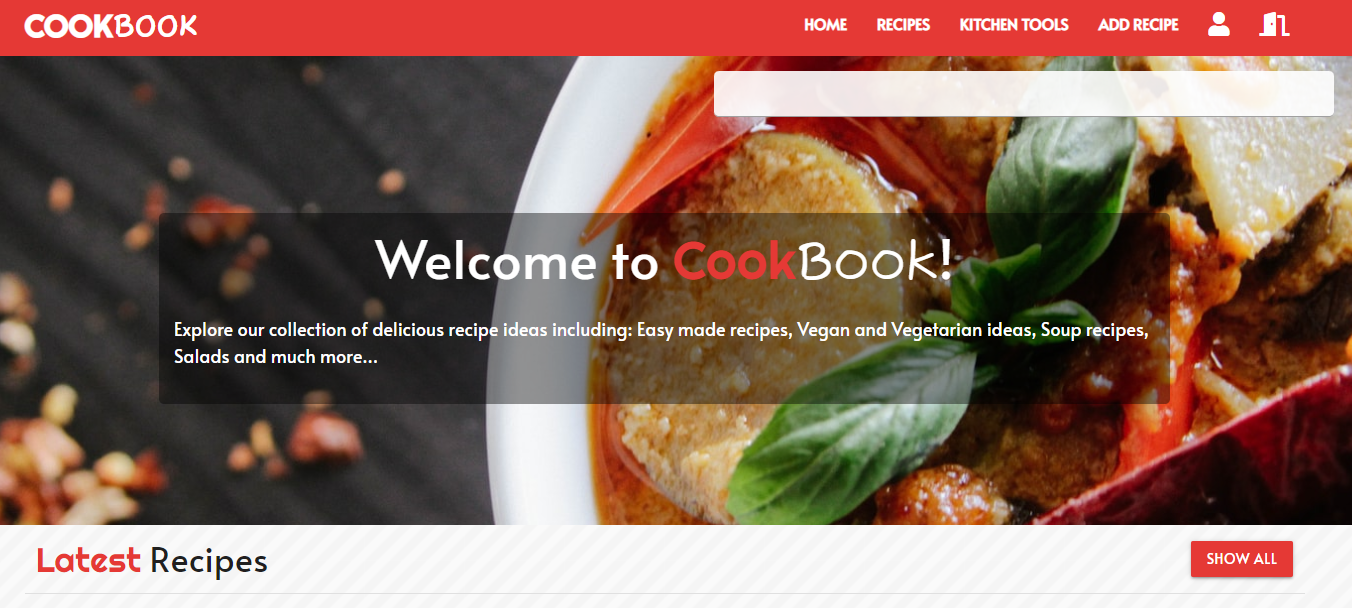 COOKBOOK
HOME RECIPES KITCHEN TOOLS ADD RECIPE
Welcome to CookBook!
Explore our collection of delicious recipe ideas including: Easy made recipes, Vegan and Vegetarian ideas, Soup recipes,
Salads and much more...
Latest Recipes
SHOW ALL